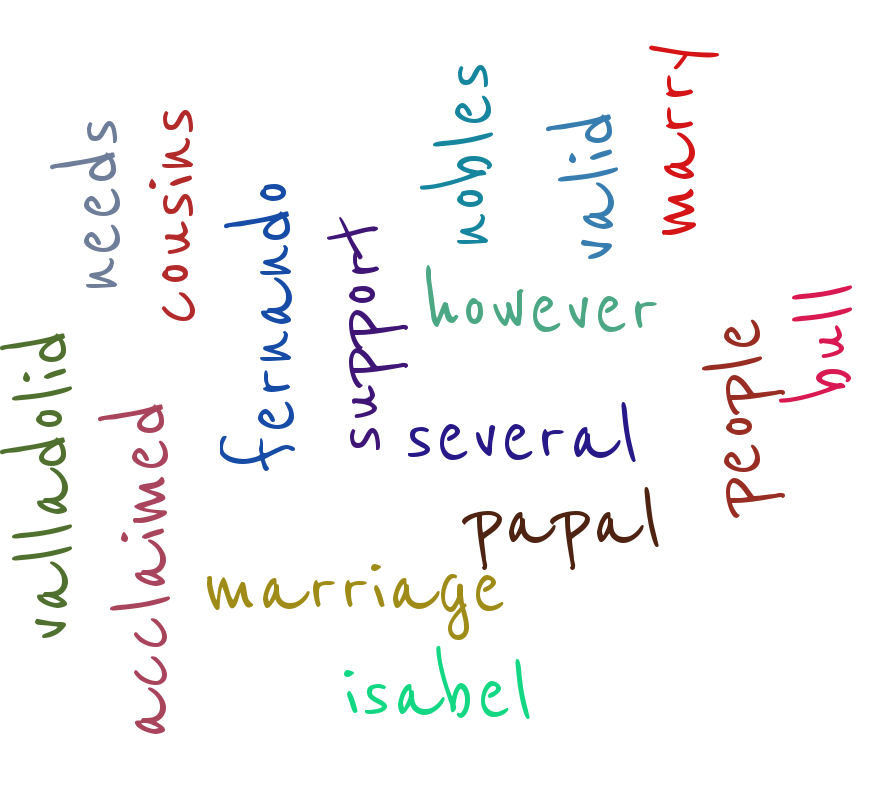 needs
cousins
fernando
support
nobles
valid
marry
however
bull
people
valladolid
acclaimed
several
papal
marriage
isabel